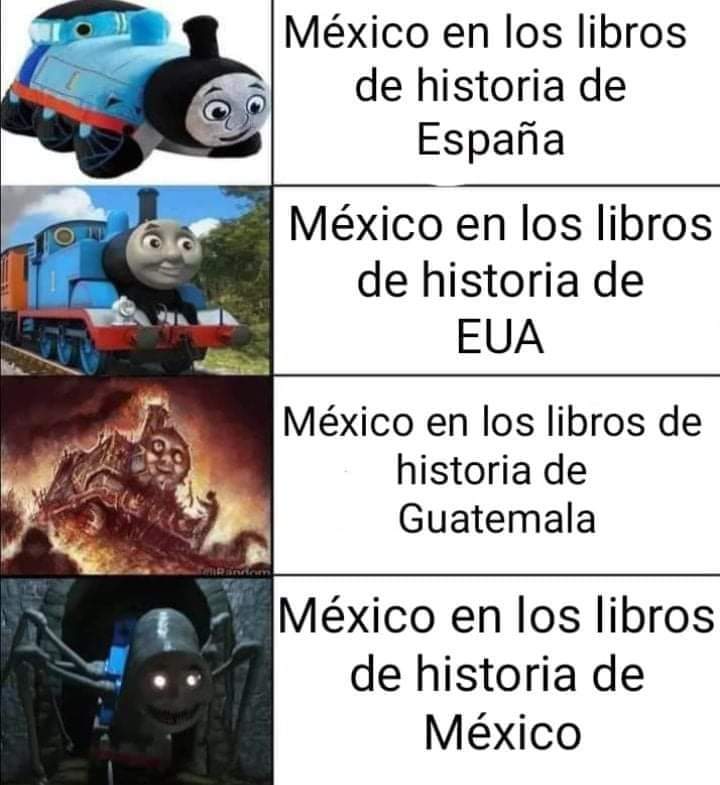 México en los libros
de historia de
España
México en los libros
de historia de
EUA
México en los libros de
historia de
Guatemala
México en los libros
de historia de
México